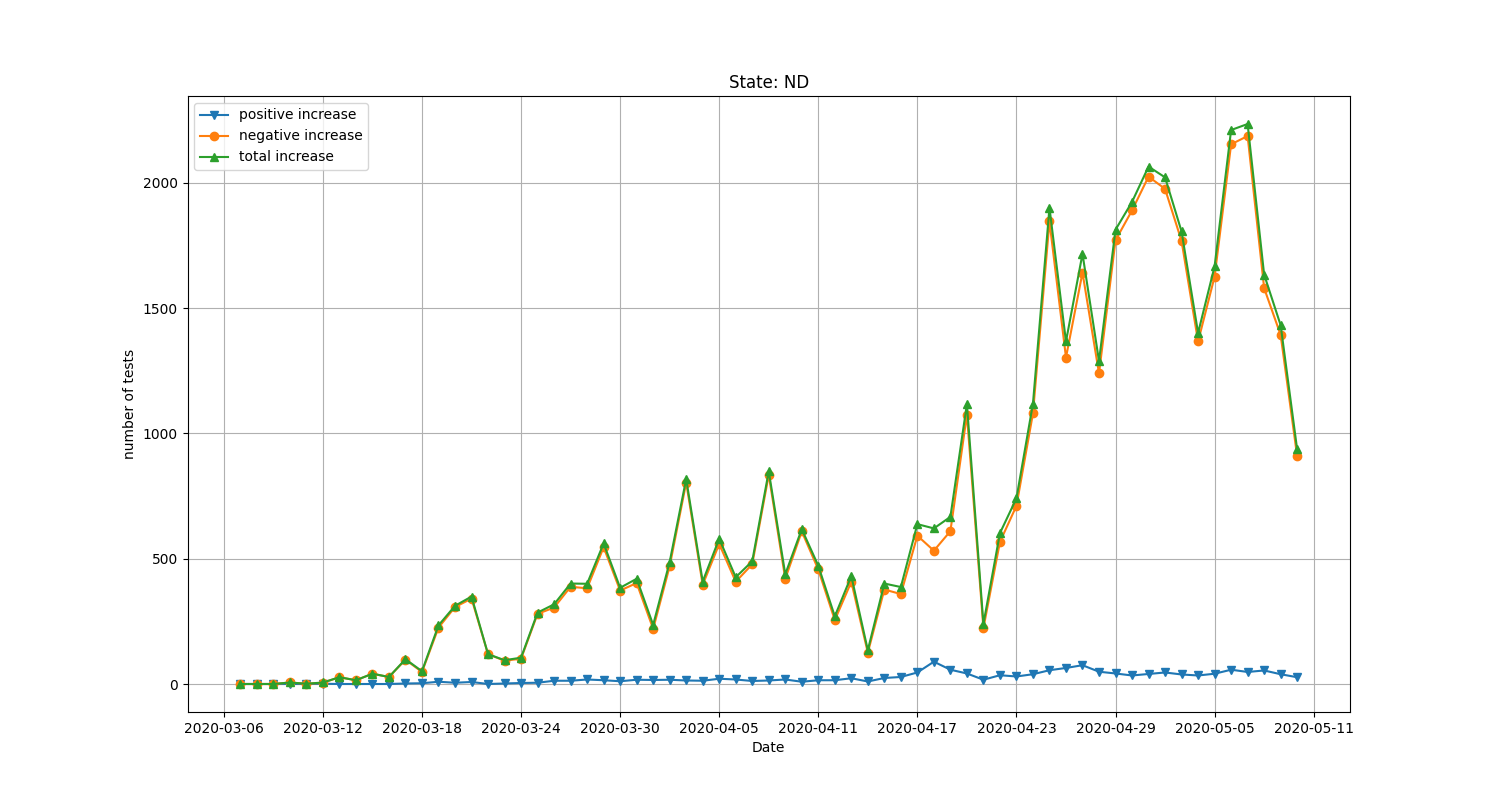 State: ND
positive increase
negative increase
total increase
number of tests
2000
1500
1000
500
0
2020-03-06 2020-03-12 2020-03-18 2020-03-24 2020-03-30 2020-04-05 2020-04-11 2020-04-17 2020-04-23 2020-04-29 2020-05-05 2020-05-11
Date